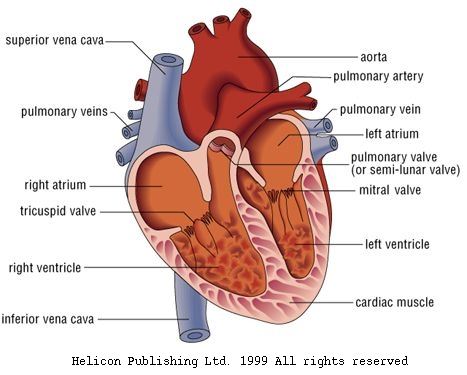 superior vena cava
aorta
pulmonary artery
pulmonary veins
pulmonary vein
left atrium
pulmonary valve
(or semi-lunar valve)
right atrium
mitral valve
tricuspid valve
left ventricle
right ventricle
cardiac muscle
inferior vena cava
Helicon Publishing Ltd. 1999 All rights reserved